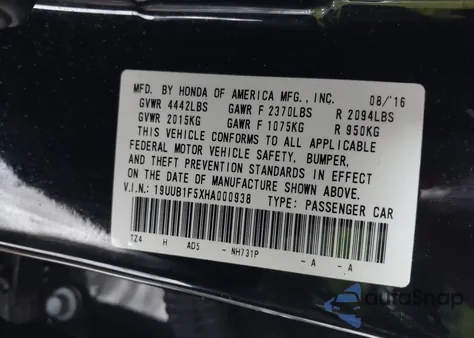 MFD. BY HONDA OF AMERICA MFG., INC. 08/'16
GVWR 4442LBS GAWR F 2370LBS R 2094LBS
GVWR 2015KG GAWR F 1075KG R 950KG
THIS VEHICLE CONFORMS TO ALL APPLICABLE
FEDERAL MOTOR VEHICLE SAFETY, BUMPER,
AND THEFT PREVENTION STANDARDS IN EFFECT
ON THE DATE OF MANUFACTURE SHOWN ABOVE.
V.I.N.: 19UUB1F5XHA000938 TYPE: PASSENGER CAR
TZ4 H AD5 - NH731P - A - A
autoSnap